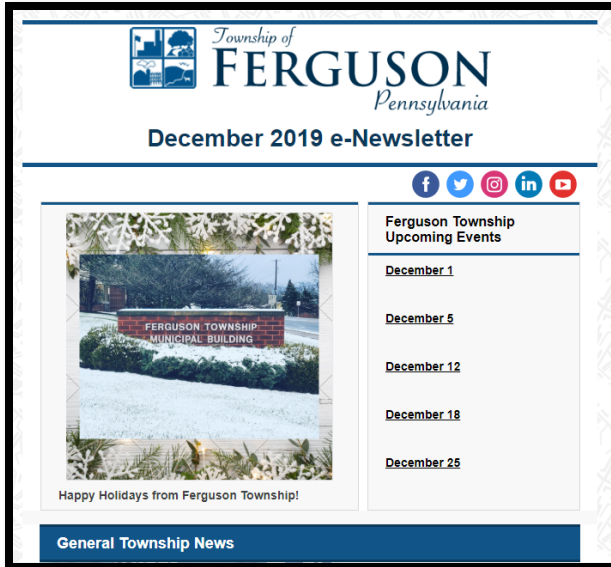 Township of
FERGUSON
Pennsylvania
December 2019 e-Newsletter
FERGUSON TOWNSHIP
MUNICIPAL BUILDING
Happy Holidays from Ferguson Township!
Ferguson Township
Upcoming Events
December 1
December 5
December 12
December 18
December 25
General Township News